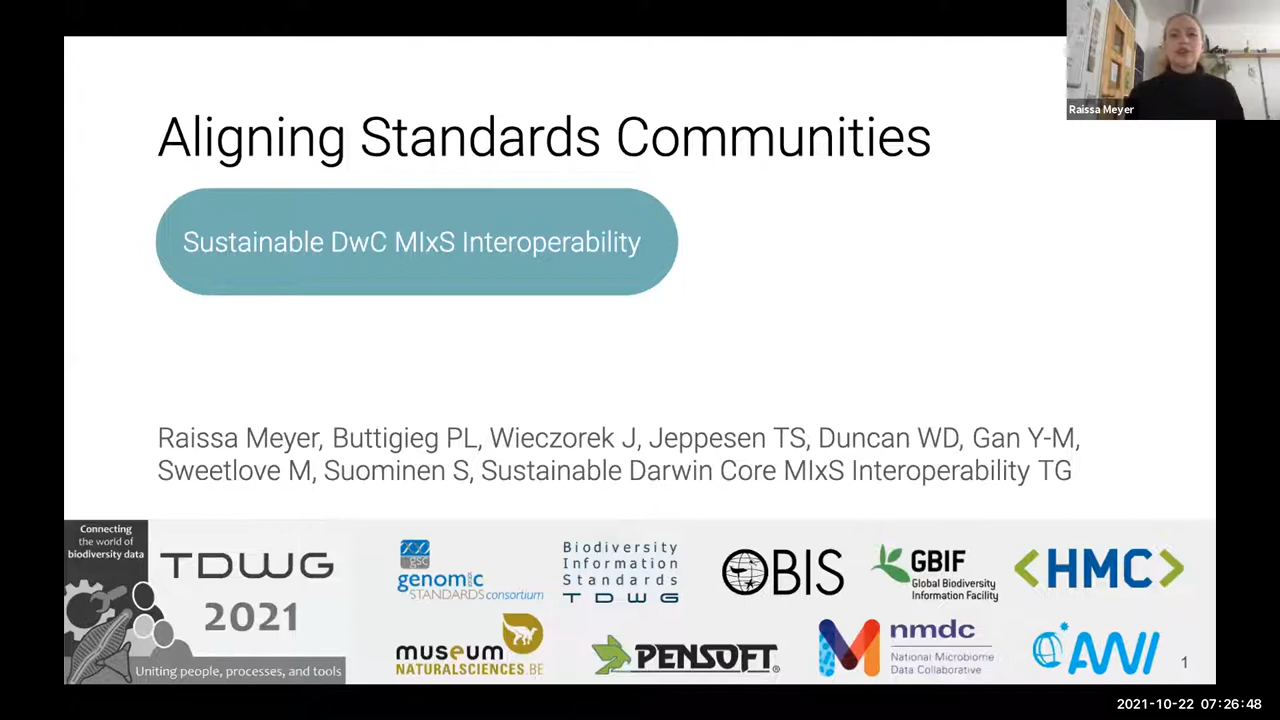 Raissa Meyer
Aligning Standards Communities
Sustainable DwC MIxS Interoperability
Raissa Meyer, Buttigieg PL, Wieczorek J, Jeppesen TS, Duncan WD, Gan Y-M,
Sweetlove M, Suominen S, Sustainable Darwin Core MIxS Interoperability TG
Connecting
the world of
biodiversity data
TDWG
2021
Uniting people, processes, and tools
gsc
genomic
STANDARDS consortium
Biodiversity
Information
Standards
T D W G
OBIS
GBIF
Global Biodiversity
Information Facility
<HMC>
museum
NATURALSCIENCES.BE
PENSOFT®
nmdc
National Microbiome
Data Collaborative
AWI
1
2021-10-22 07:26:48